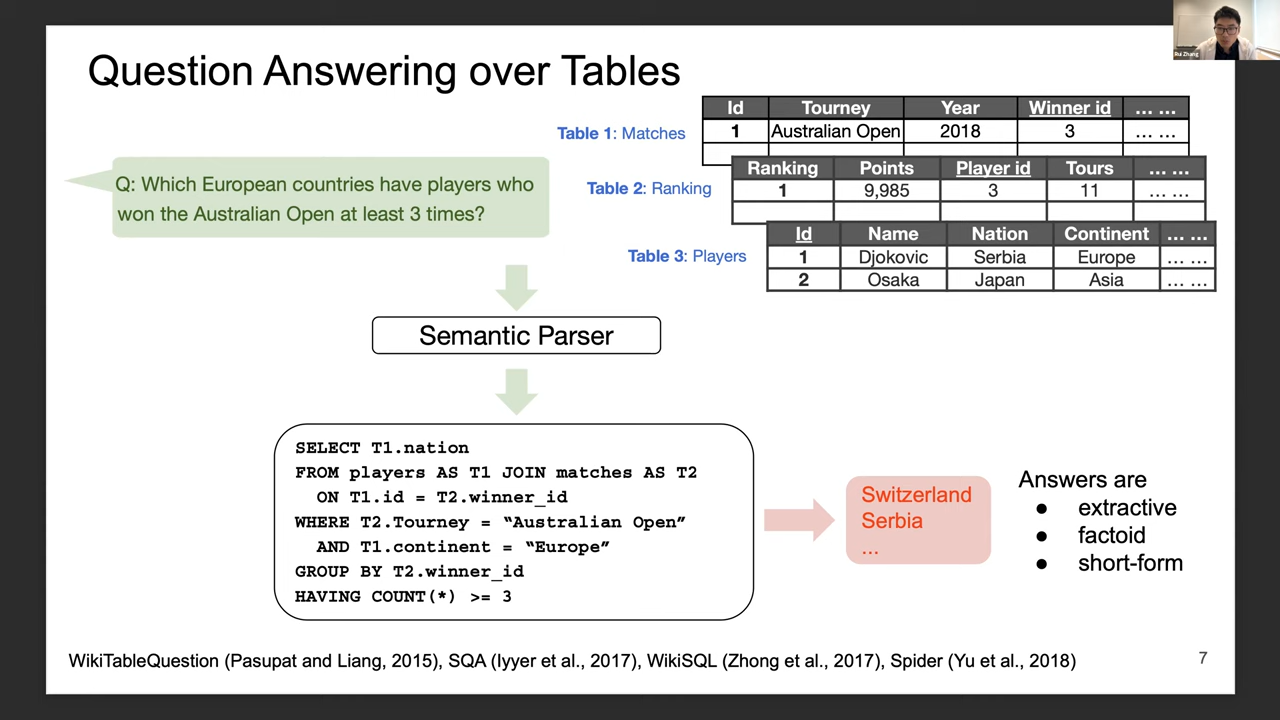 Rui Zhang
Question Answering over Tables
Table 1: Matches
Id Tourney Year Winner id ... ...
1 Australian Open 2018 3 ... ...
Table 2: Ranking
Ranking Points Player id Tours ... ...
1 9,985 3 11 ... ...
Table 3: Players
Id Name Nation Continent ... ...
1 Djokovic Serbia Europe ... ...
2 Osaka Japan Asia ... ...
Q: Which European countries have players who
won the Australian Open at least 3 times?
Semantic Parser
SELECT T1.nation
FROM players AS T1 JOIN matches AS T2
ON T1.id = T2.winner_id
WHERE T2.Tourney = “Australian Open”
AND T1.continent = “Europe”
GROUP BY T2.winner_id
HAVING COUNT(*) >= 3
Switzerland
Serbia
...
Answers are
● extractive
● factoid
● short-form
WikiTableQuestion (Pasupat and Liang, 2015), SQA (Iyyer et al., 2017), WikiSQL (Zhong et al., 2017), Spider (Yu et al., 2018)
7